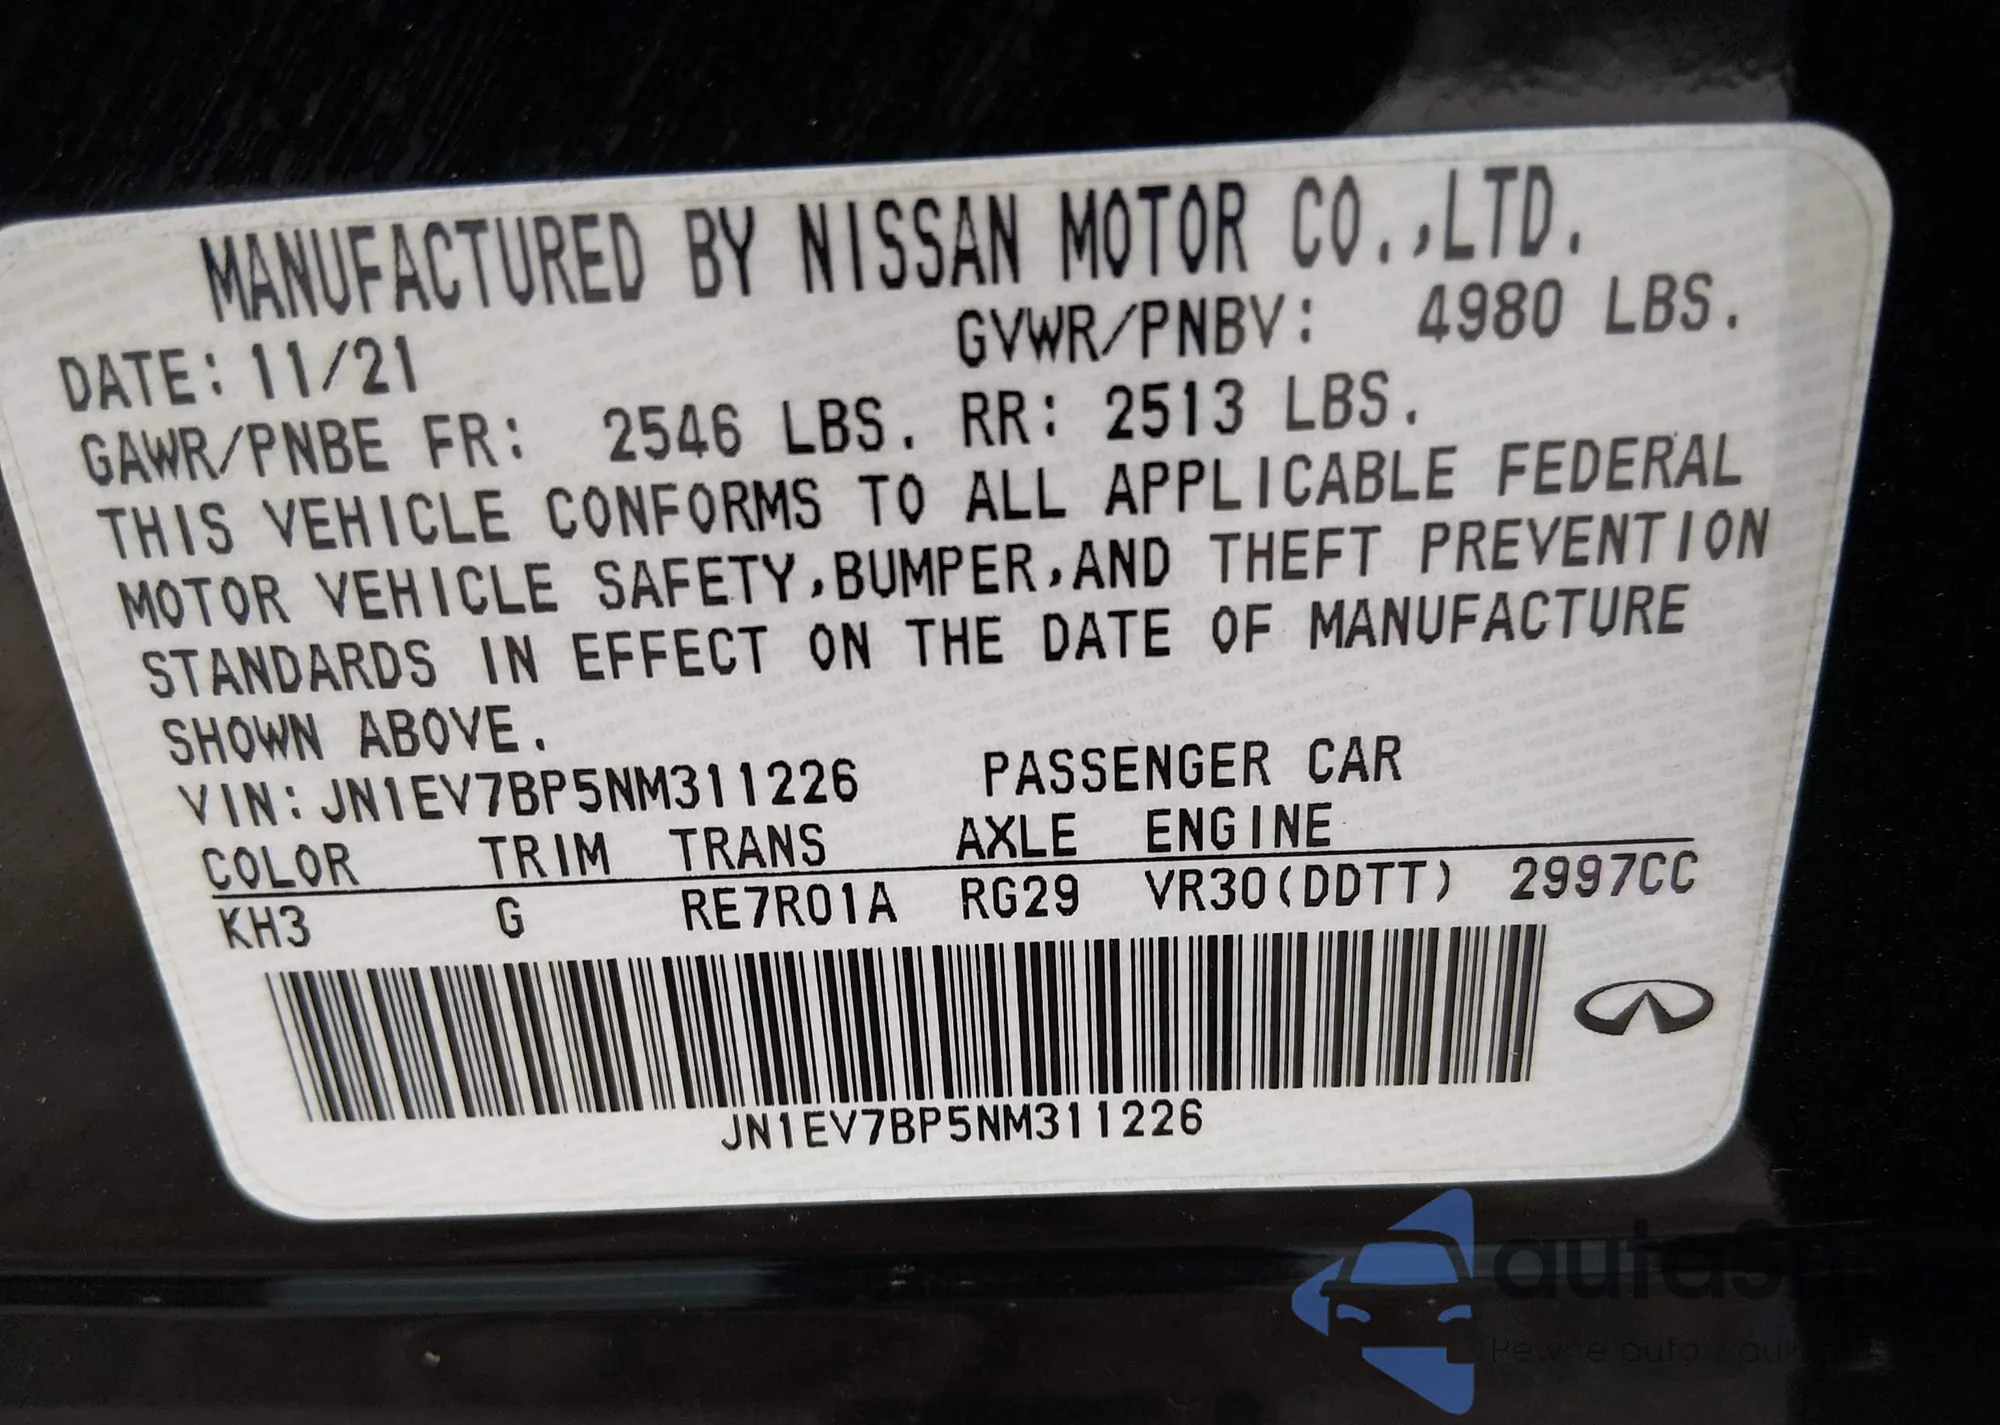 MANUFACTURED BY NISSAN MOTOR CO.,LTD.
DATE: 11/21 GVWR/PNBV: 4980 LBS.
GAWR/PNBE FR: 2546 LBS. RR: 2513 LBS.
THIS VEHICLE CONFORMS TO ALL APPLICABLE FEDERAL
MOTOR VEHICLE SAFETY,BUMPER,AND THEFT PREVENTION
STANDARDS IN EFFECT ON THE DATE OF MANUFACTURE
SHOWN ABOVE.
VIN:JN1EV7BP5NM311226 PASSENGER CAR
COLOR TRIM TRANS AXLE ENGINE
KH3 G RE7R01A RG29 VR30(DDTT) 2997CC
JN1EV7BP5NM311226
auto